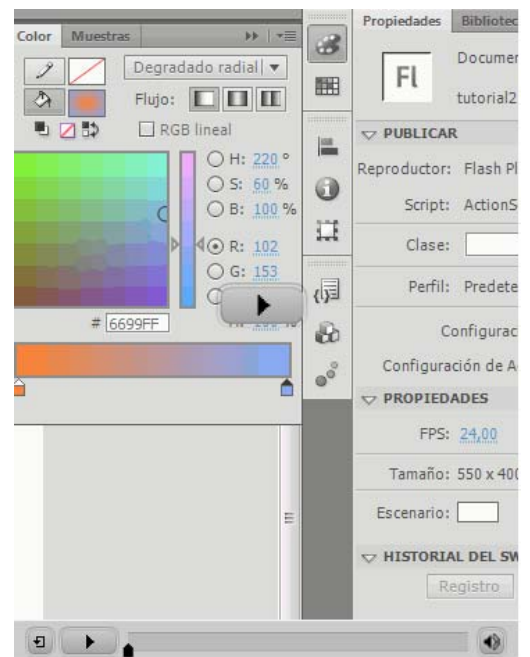 Color Muestras
Degradado radial
Flujo:
RGB lineal
H: 220 °
S: 60 %
B: 100 %
R: 102
G: 153
# 6699FF
Propiedades Bibliotec
Fl
Documen
tutorial2
PUBLICAR
Reproductor: Flash Pl
Script: ActionS
Clase:
Perfil: Predete
Configurac
Configuración de A
PROPIEDADES
FPS: 24,00
Tamaño: 550 x 400
Escenario:
HISTORIAL DEL SW
Registro